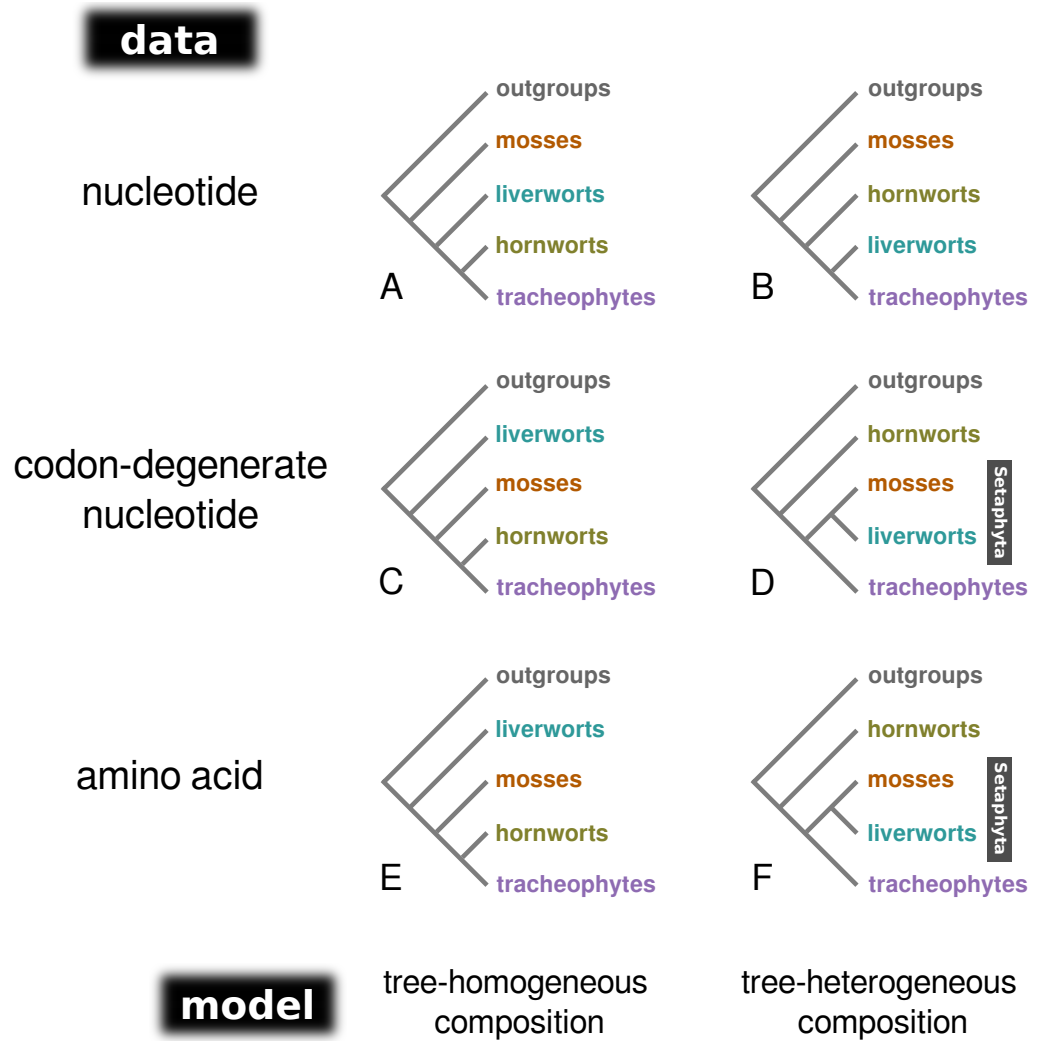 data
nucleotide
outgroups
mosses
liverworts
hornworts
tracheophytes
A
outgroups
mosses
hornworts
liverworts
tracheophytes
B
codon-degenerate
nucleotide
outgroups
liverworts
mosses
hornworts
tracheophytes
C
outgroups
hornworts
mosses
liverworts
tracheophytes
Setaphyta
D
amino acid
outgroups
liverworts
mosses
hornworts
tracheophytes
E
outgroups
hornworts
mosses
liverworts
tracheophytes
Setaphyta
F
model
tree-homogeneous
composition
tree-heterogeneous
composition